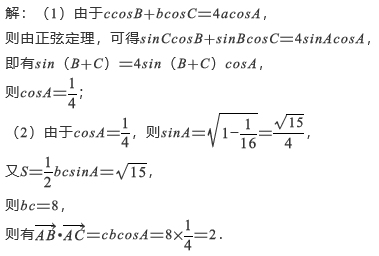 解：（1）由于ccosB+bcosC=4acosA，
则由正弦定理，可得sinCcosB+sinBcosC=4sinAcosA，
即有sin（B+C）=4sin（B+C）cosA，
则cosA=1/4；
（2）由于cosA=1/4，则sinA=√(1-1/16)=√15/4，
又S=1/2bcsinA=√15，
则bc=8，
则有AB→•AC→=cbcosA=8×1/4=2．